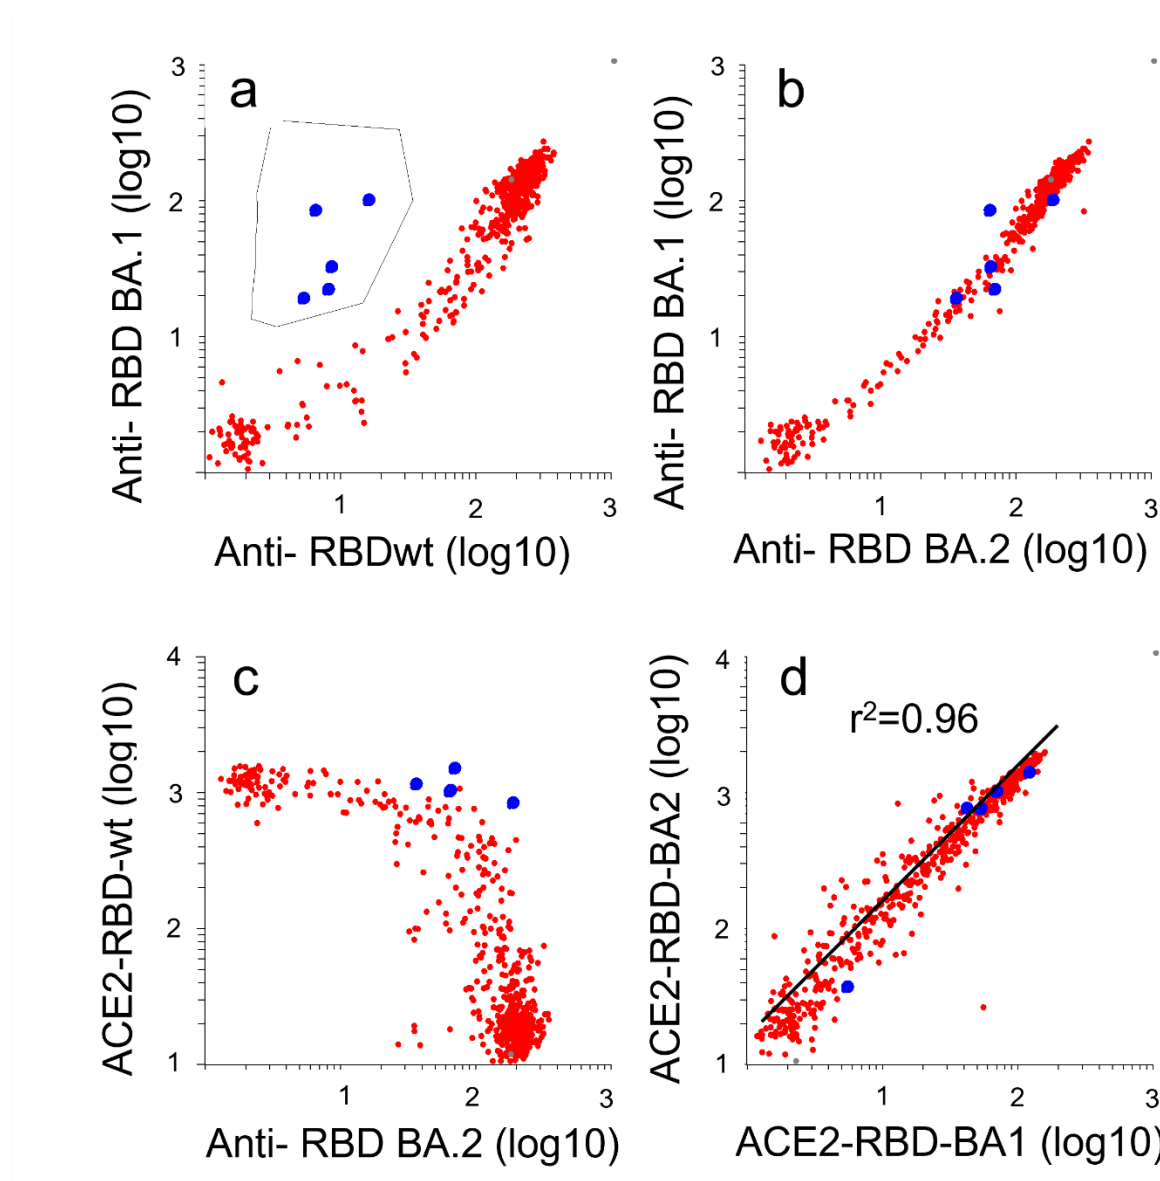 a
3
2
1
Anti- RBD BA.1 (log10)
1
2
3
Anti- RBDwt (log10)
b
3
2
1
Anti- RBD BA.1 (log10)
1
2
3
Anti- RBD BA.2 (log10)
c
4
3
2
1
ACE2-RBD-wt (log10)
1
2
3
Anti- RBD BA.2 (log10)
d
r²=0.96
4
3
2
1
ACE2-RBD-BA2 (log10)
1
2
3
ACE2-RBD-BA1 (log10)